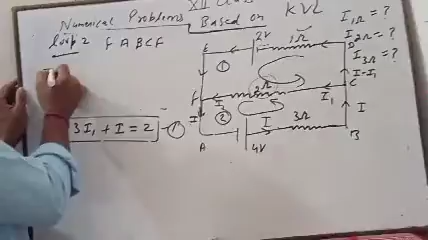 XII Class
Numerical Problems Based on KVL
Loop 2 F A B C F
3I₁ + I = 2 ①
I₁Ω = ?
I₂Ω = ?
I₃Ω = ?
E 2V 1Ω D
①
I-I₁
F I₁ 2Ω I₁ C
I ② I I
A 4V 3Ω B